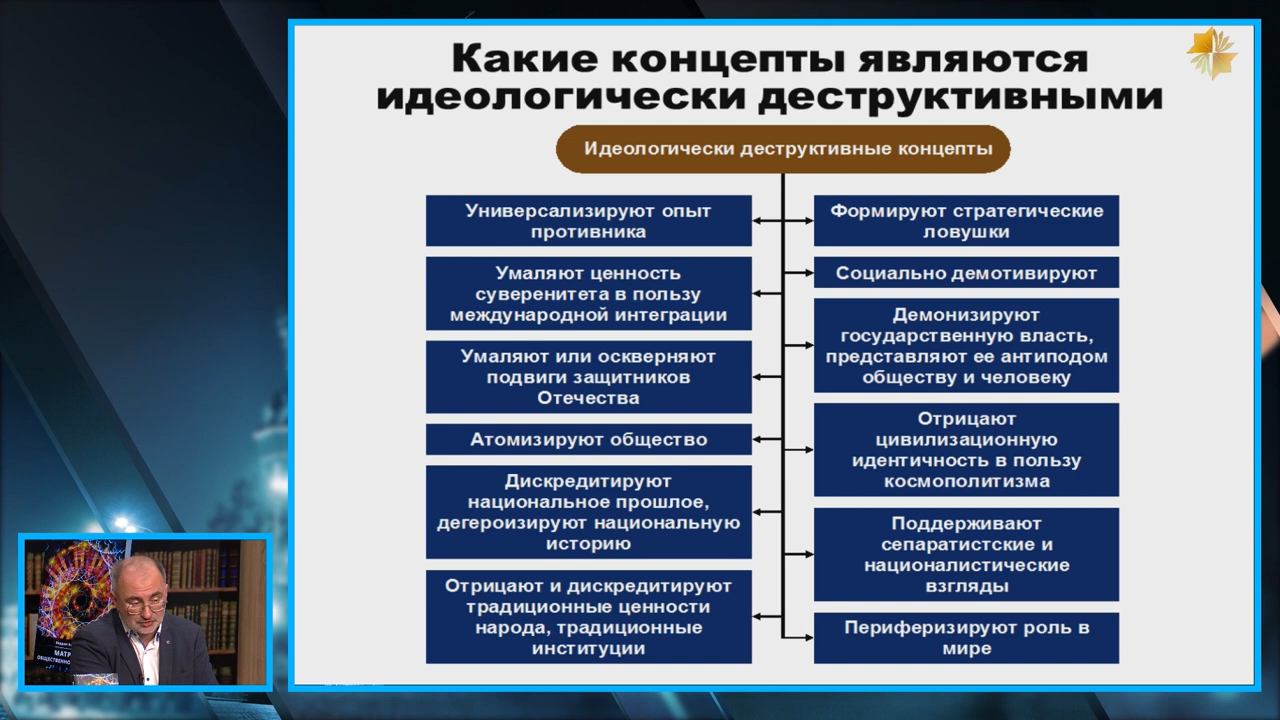 Какие концепты являются
идеологически деструктивными
Идеологически деструктивные концепты
Универсализируют опыт
противника
Умаляют ценность
суверенитета в пользу
международной интеграции
Умаляют или оскверняют
подвиги защитников
Отечества
Атомизируют общество
Дискредитируют
национальное прошлое,
дегероизируют национальную
историю
Отрицают и дискредитируют
традиционные ценности
народа, традиционные
институции
Формируют стратегические
ловушки
Социально демотивируют
Демонизируют
государственную власть,
представляют ее антиподом
обществу и человеку
Отрицают
цивилизационную
идентичность в пользу
космополитизма
Поддерживают
сепаратистские и
националистические
взгляды
Периферизируют роль в
мире
МАТР
ОБЩЕСТВЕННО